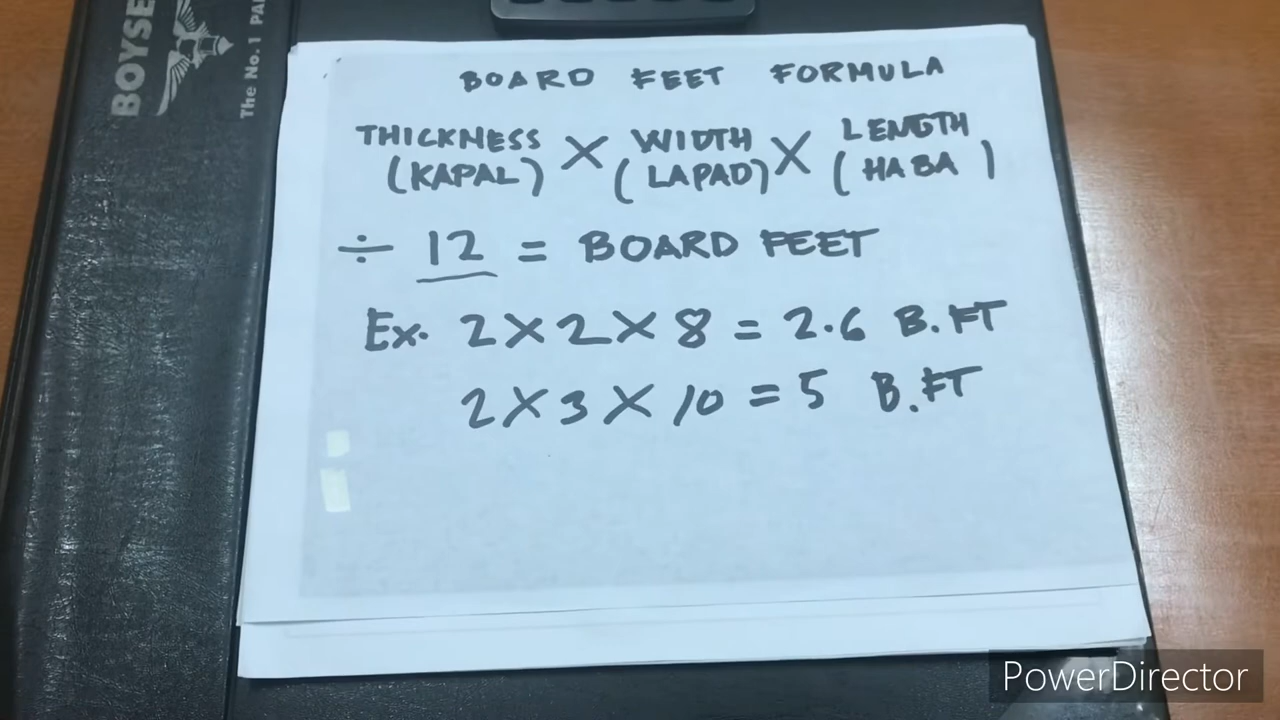 BOYSE
The No. 1 PAI
BOARD FEET FORMULA
THICKNESS X WIDTH X LENGTH
(KAPAL) (LAPAD) (HABA)
÷ 12 = BOARD FEET
Ex. 2X2X8 = 2.6 B.FT
2X3X10 = 5 B.FT
PowerDirector